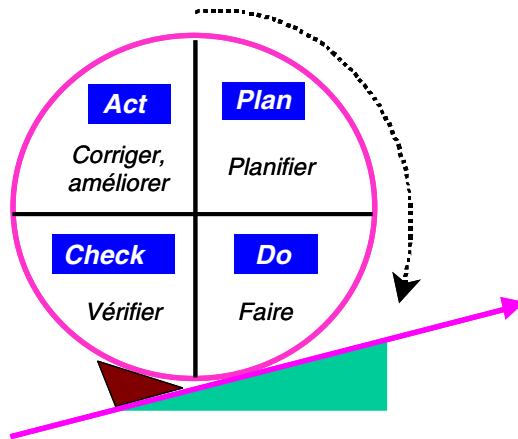 Act
Plan
Corriger,
améliorer
Planifier
Check
Do
Vérifier
Faire